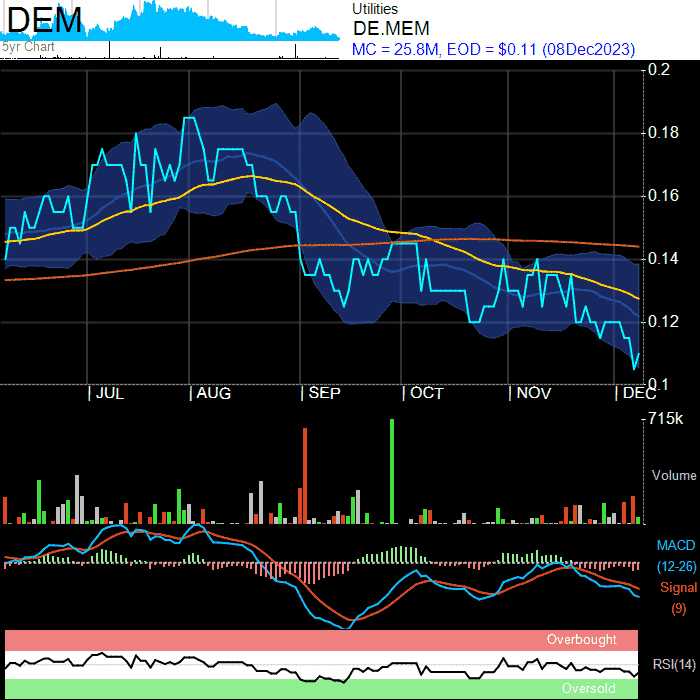 DEM
5yr Chart
Utilities
DE.MEM
MC = 25.8M, EOD = $0.11 (08Dec2023)
0.2
0.18
0.16
0.14
0.12
0.1
JUL AUG SEP OCT NOV DEC
715k
Volume
MACD
(12-26)
Signal
(9)
Overbought
RSI(14)
Oversold